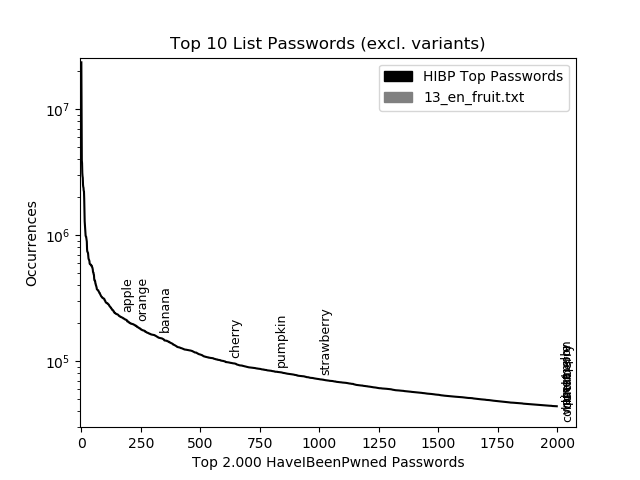 Top 10 List Passwords (excl. variants)
HIBP Top Passwords
13_en_fruit.txt
10^7
10^6
10^5
Occurrences
apple
orange
banana
cherry
pumpkin
strawberry
0
250
500
750
1000
1250
1500
1750
2000
Top 2.000 HaveIBeenPwned Passwords